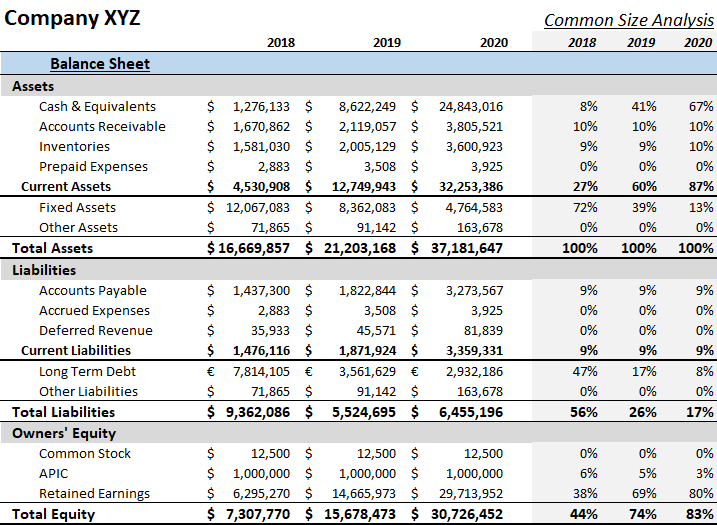 Company XYZ
Common Size Analysis
2018 2019 2020 2018 2019 2020
Balance Sheet
Assets
Cash & Equivalents $ 1,276,133 $ 8,622,249 $ 24,843,016 8% 41% 67%
Accounts Receivable $ 1,670,862 $ 2,119,057 $ 3,805,521 10% 10% 10%
Inventories $ 1,581,030 $ 2,005,129 $ 3,600,923 9% 9% 10%
Prepaid Expenses $ 2,883 $ 3,508 $ 3,925 0% 0% 0%
Current Assets $ 4,530,908 $ 12,749,943 $ 32,253,386 27% 60% 87%
Fixed Assets $ 12,067,083 $ 8,362,083 $ 4,764,583 72% 39% 13%
Other Assets $ 71,865 $ 91,142 $ 163,678 0% 0% 0%
Total Assets $ 16,669,857 $ 21,203,168 $ 37,181,647 100% 100% 100%
Liabilities
Accounts Payable $ 1,437,300 $ 1,822,844 $ 3,273,567 9% 9% 9%
Accrued Expenses $ 2,883 $ 3,508 $ 3,925 0% 0% 0%
Deferred Revenue $ 35,933 $ 45,571 $ 81,839 0% 0% 0%
Current Liabilities $ 1,476,116 $ 1,871,924 $ 3,359,331 9% 9% 9%
Long Term Debt € 7,814,105 € 3,561,629 € 2,932,186 47% 17% 8%
Other Liabilities $ 71,865 $ 91,142 $ 163,678 0% 0% 0%
Total Liabilities $ 9,362,086 $ 5,524,695 $ 6,455,196 56% 26% 17%
Owners' Equity
Common Stock $ 12,500 $ 12,500 $ 12,500 0% 0% 0%
APIC $ 1,000,000 $ 1,000,000 $ 1,000,000 6% 5% 3%
Retained Earnings $ 6,295,270 $ 14,665,973 $ 29,713,952 38% 69% 80%
Total Equity $ 7,307,770 $ 15,678,473 $ 30,726,452 44% 74% 83%